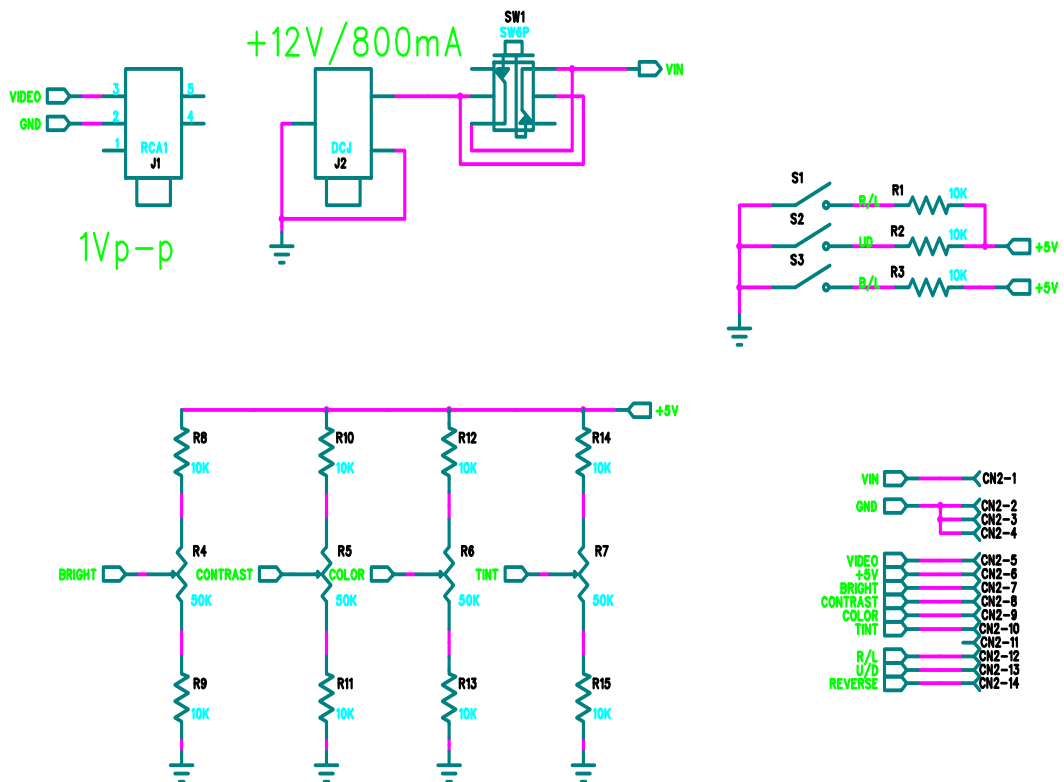 SW1
SW6P
+12V/800mA
VIDEO
3
5
VIN
GND
2
4
1
RCA1
J1
DCJ
J2
1Vp-p
S1
R/L
R1
10K
S2
UD
R2
10K
+5V
S3
B/L
R3
10K
+5V
+5V
R8
10K
R10
10K
R12
10K
R14
10K
BRIGHT
R4
50K
CONTRAST
R5
50K
COLOR
R6
50K
TINT
R7
50K
R9
10K
R11
10K
R13
10K
R15
10K
VIN
CN2-1
GND
CN2-2
CN2-3
CN2-4
VIDEO
CN2-5
+5V
CN2-6
BRIGHT
CN2-7
CONTRAST
CN2-8
COLOR
CN2-9
TINT
CN2-10
CN2-11
R/L
CN2-12
U/D
CN2-13
REVERSE
CN2-14